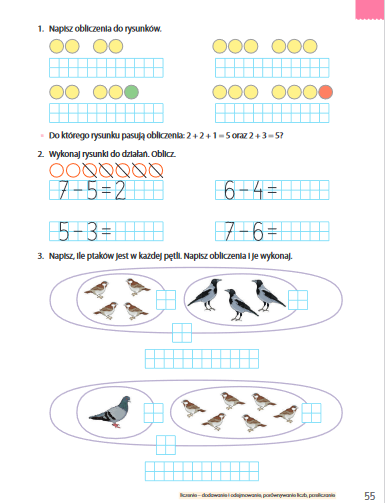 1. Napisz obliczenia do rysunków.
Do którego rysunku pasują obliczenia: 2 + 2 + 1 = 5 oraz 2 + 3 = 5?
2. Wykonaj rysunki do działań. Oblicz.
7 - 5 = 2 6 - 4 =
5 - 3 = 7 - 6 =
3. Napisz, ile ptaków jest w każdej pętli. Napisz obliczenia i je wykonaj.
liczenie – dodawanie i odejmowanie, porównywanie liczb, przeliczanie
55